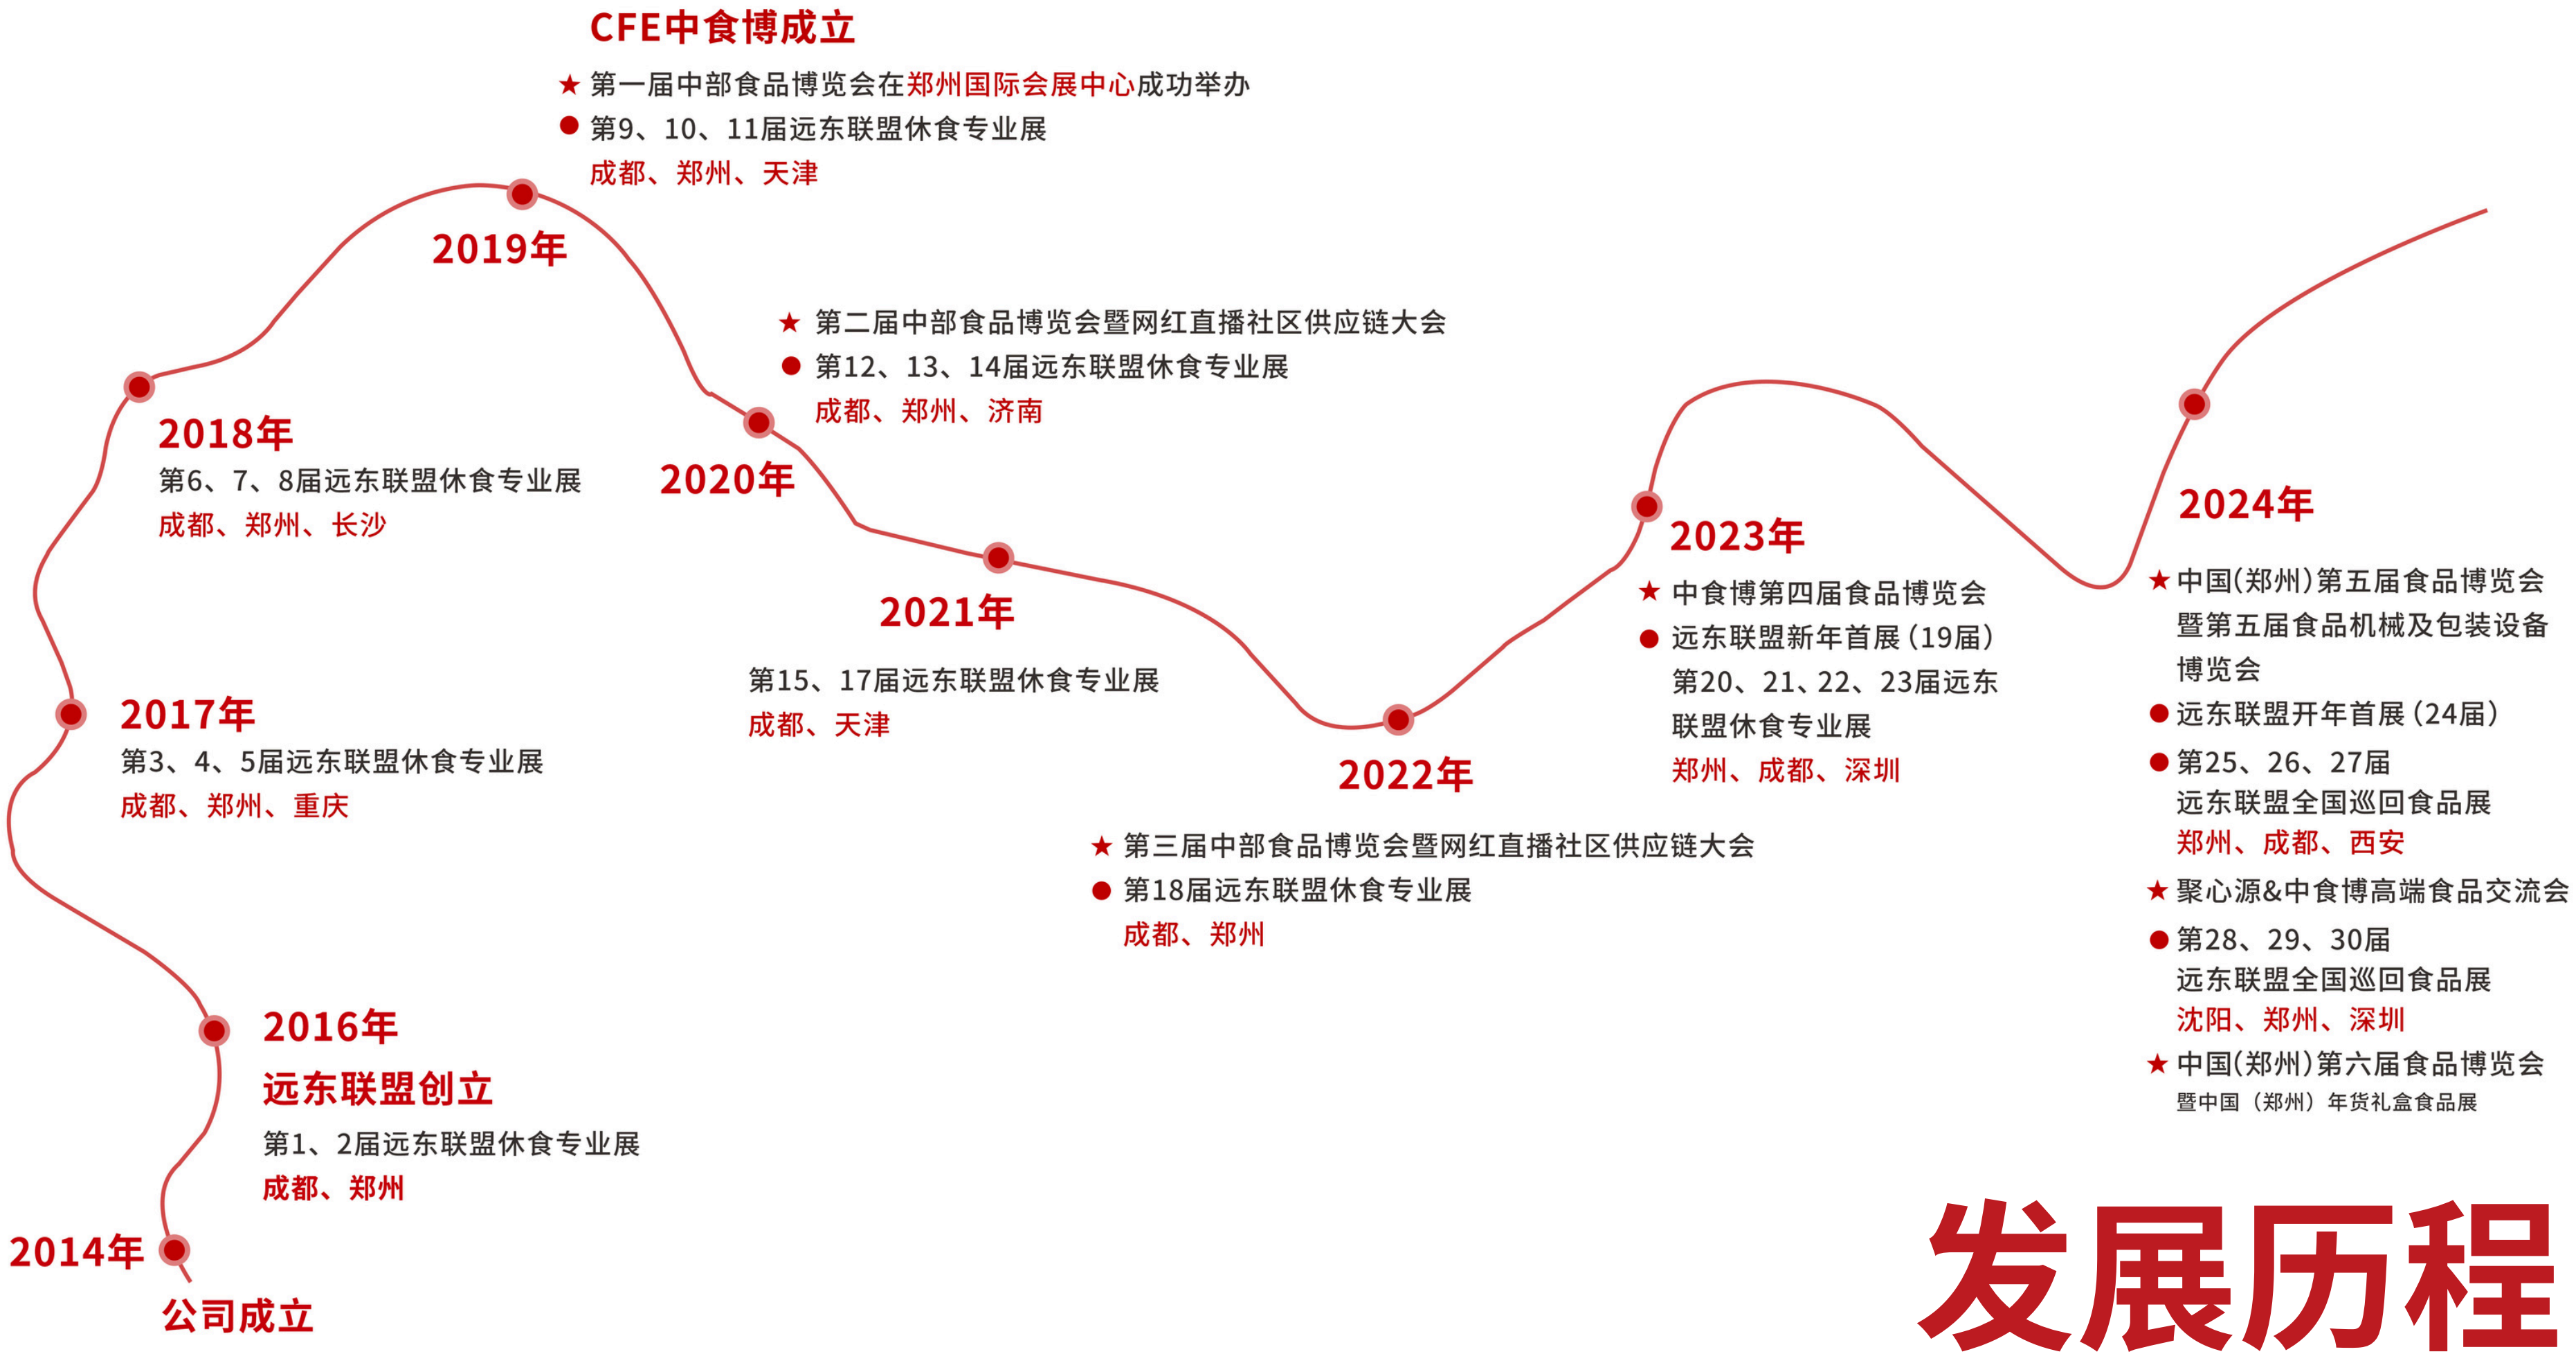 CFE中食博成立
★ 第一届中部食品博览会在郑州国际会展中心成功举办
● 第9、10、11届远东联盟休食专业展
成都、郑州、天津
2019年
★ 第二届中部食品博览会暨网红直播社区供应链大会
● 第12、13、14届远东联盟休食专业展
成都、郑州、济南
2020年
2018年
第6、7、8届远东联盟休食专业展
成都、郑州、长沙
2021年
第15、17届远东联盟休食专业展
成都、天津
2017年
第3、4、5届远东联盟休食专业展
成都、郑州、重庆
2022年
★ 第三届中部食品博览会暨网红直播社区供应链大会
● 第18届远东联盟休食专业展
成都、郑州
2023年
★ 中食博第四届食品博览会
● 远东联盟新年首展（19届）
第20、21、22、23届远东
联盟休食专业展
郑州、成都、深圳
2024年
★ 中国(郑州)第五届食品博览会
暨第五届食品机械及包装设备
博览会
● 远东联盟开年首展（24届）
● 第25、26、27届
远东联盟全国巡回食品展
郑州、成都、西安
★ 聚心源&中食博高端食品交流会
● 第28、29、30届
远东联盟全国巡回食品展
沈阳、郑州、深圳
★ 中国(郑州)第六届食品博览会
暨中国（郑州）年货礼盒食品展
2016年
远东联盟创立
第1、2届远东联盟休食专业展
成都、郑州
2014年
公司成立
发展历程